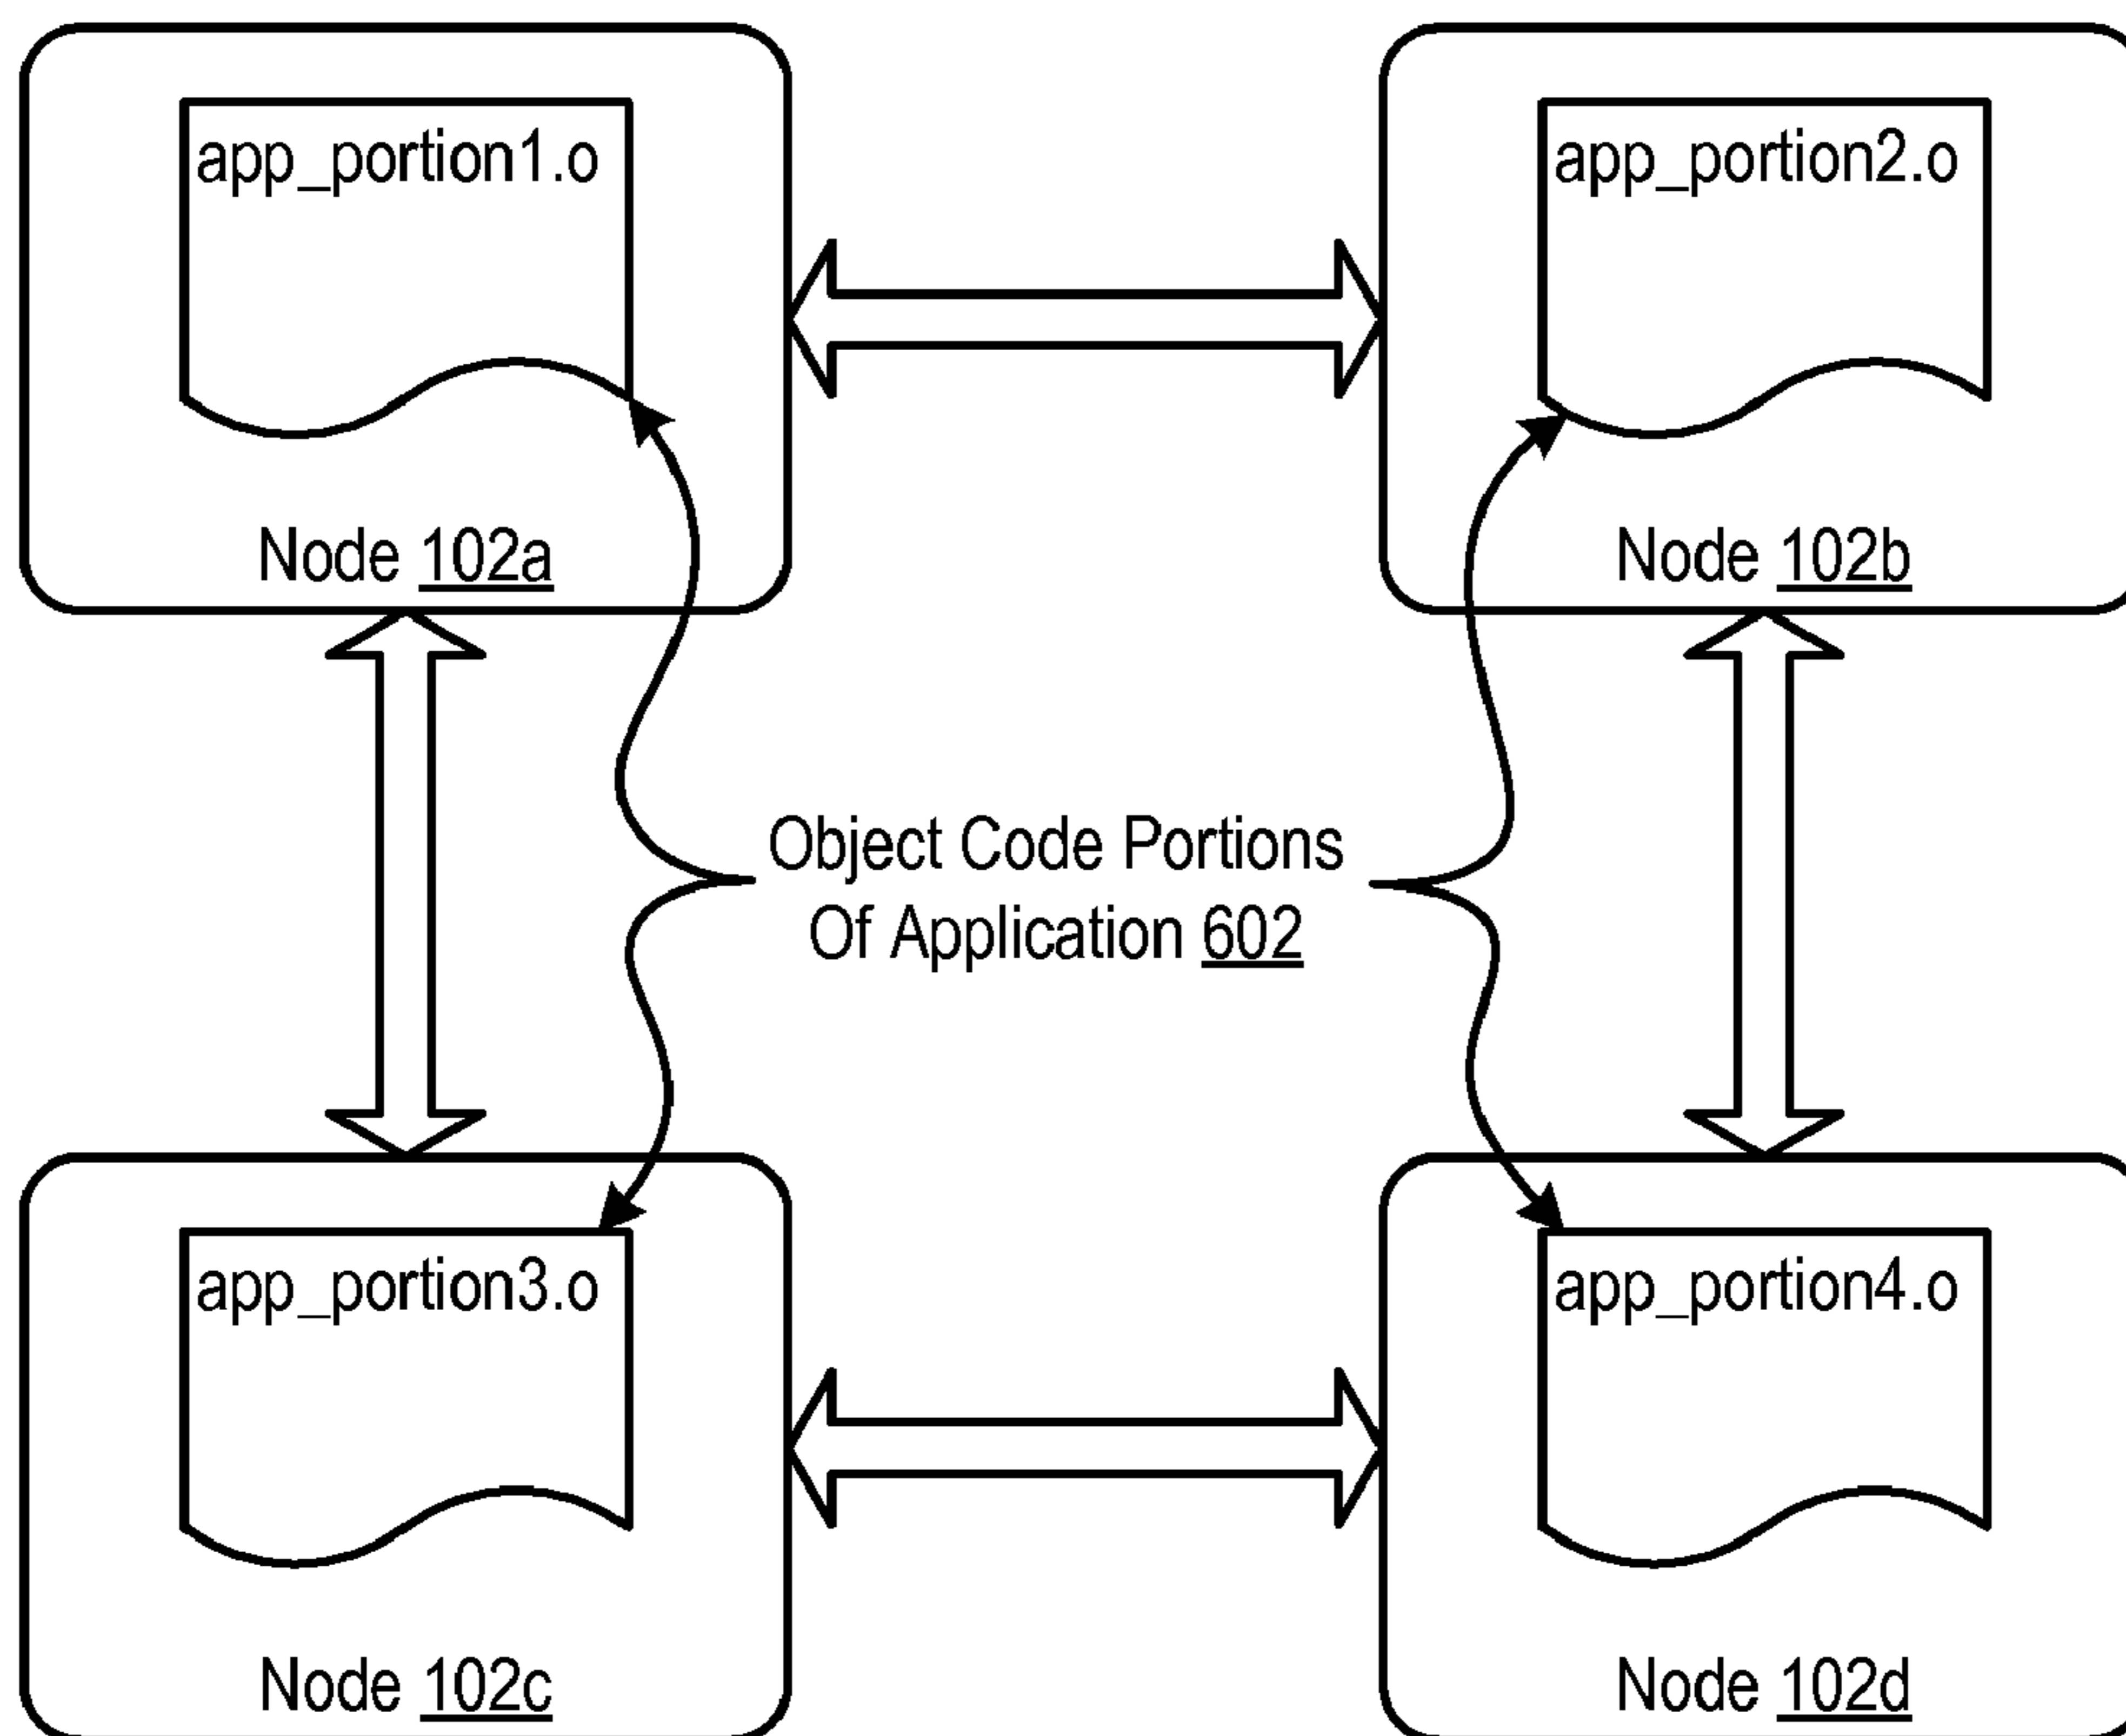 app_portion1.o
app_portion2.o
Node 102a
Node 102b
Object Code Portions
Of Application 602
app_portion3.o
app_portion4.o
Node 102c
Node 102d